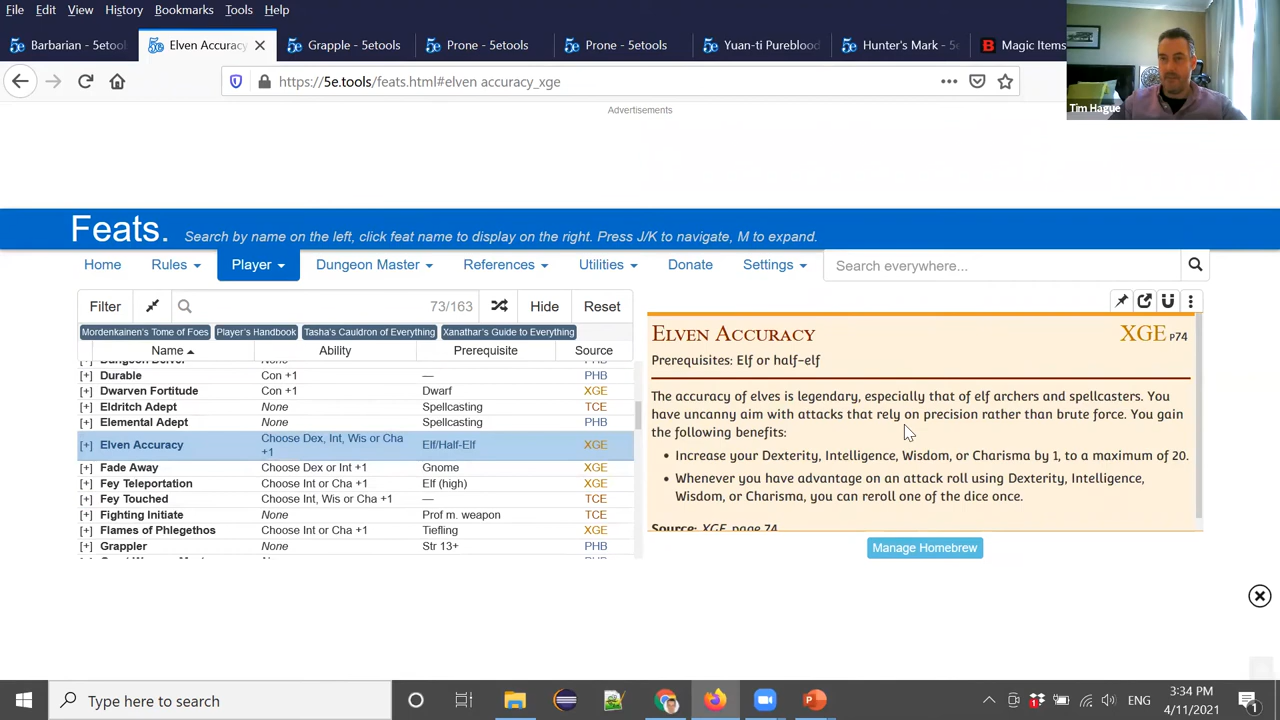 File Edit View History Bookmarks Tools Help
Barbarian - 5etools
Elven Accuracy
Grapple - 5etools
Prone - 5etools
Prone - 5etools
Yuan-ti Pureblood
Hunter's Mark - 5e
Magic Items
https://5e.tools/feats.html#elven accuracy_xge
Tim Hague
Advertisements
Feats. Search by name on the left, click feat name to display on the right. Press J/K to navigate, M to expand.
Home Rules Player Dungeon Master References Utilities Donate Settings Search everywhere...
Filter 73/163 Hide Reset
Mordenkainen's Tome of Foes Player's Handbook Tasha's Cauldron of Everything Xanathar's Guide to Everything
Name Ability Prerequisite Source
[+] Durable Con +1 — PHB
[+] Dwarven Fortitude Con +1 Dwarf XGE
[+] Eldritch Adept None Spellcasting TCE
[+] Elemental Adept None Spellcasting PHB
[+] Elven Accuracy Choose Dex, Int, Wis or Cha +1 Elf/Half-Elf XGE
[+] Fade Away Choose Dex or Int +1 Gnome XGE
[+] Fey Teleportation Choose Int or Cha +1 Elf (high) XGE
[+] Fey Touched Choose Int, Wis or Cha +1 — TCE
[+] Fighting Initiate None Prof m. weapon TCE
[+] Flames of Phlegethos Choose Int or Cha +1 Tiefling XGE
[+] Grappler None Str 13+ PHB
Elven Accuracy XGE p74
Prerequisites: Elf or half-elf
The accuracy of elves is legendary, especially that of elf archers and spellcasters. You
have uncanny aim with attacks that rely on precision rather than brute force. You gain
the following benefits:
• Increase your Dexterity, Intelligence, Wisdom, or Charisma by 1, to a maximum of 20.
• Whenever you have advantage on an attack roll using Dexterity, Intelligence,
Wisdom, or Charisma, you can reroll one of the dice once.
Source: XGE, page 74
Manage Homebrew
Type here to search
ENG
3:34 PM
4/11/2021